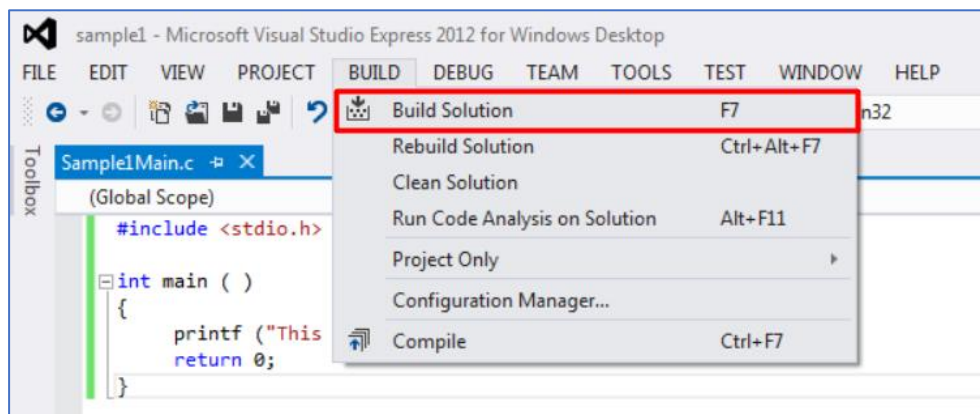 sample1 - Microsoft Visual Studio Express 2012 for Windows Desktop
FILE EDIT VIEW PROJECT BUILD DEBUG TEAM TOOLS TEST WINDOW HELP
Build Solution F7
n32
Rebuild Solution Ctrl+Alt+F7
Clean Solution
Run Code Analysis on Solution Alt+F11
Project Only
Configuration Manager...
Compile Ctrl+F7
Toolbox
Sample1Main.c
(Global Scope)
#include <stdio.h>
int main ( )
{
printf ("This
return 0;
}